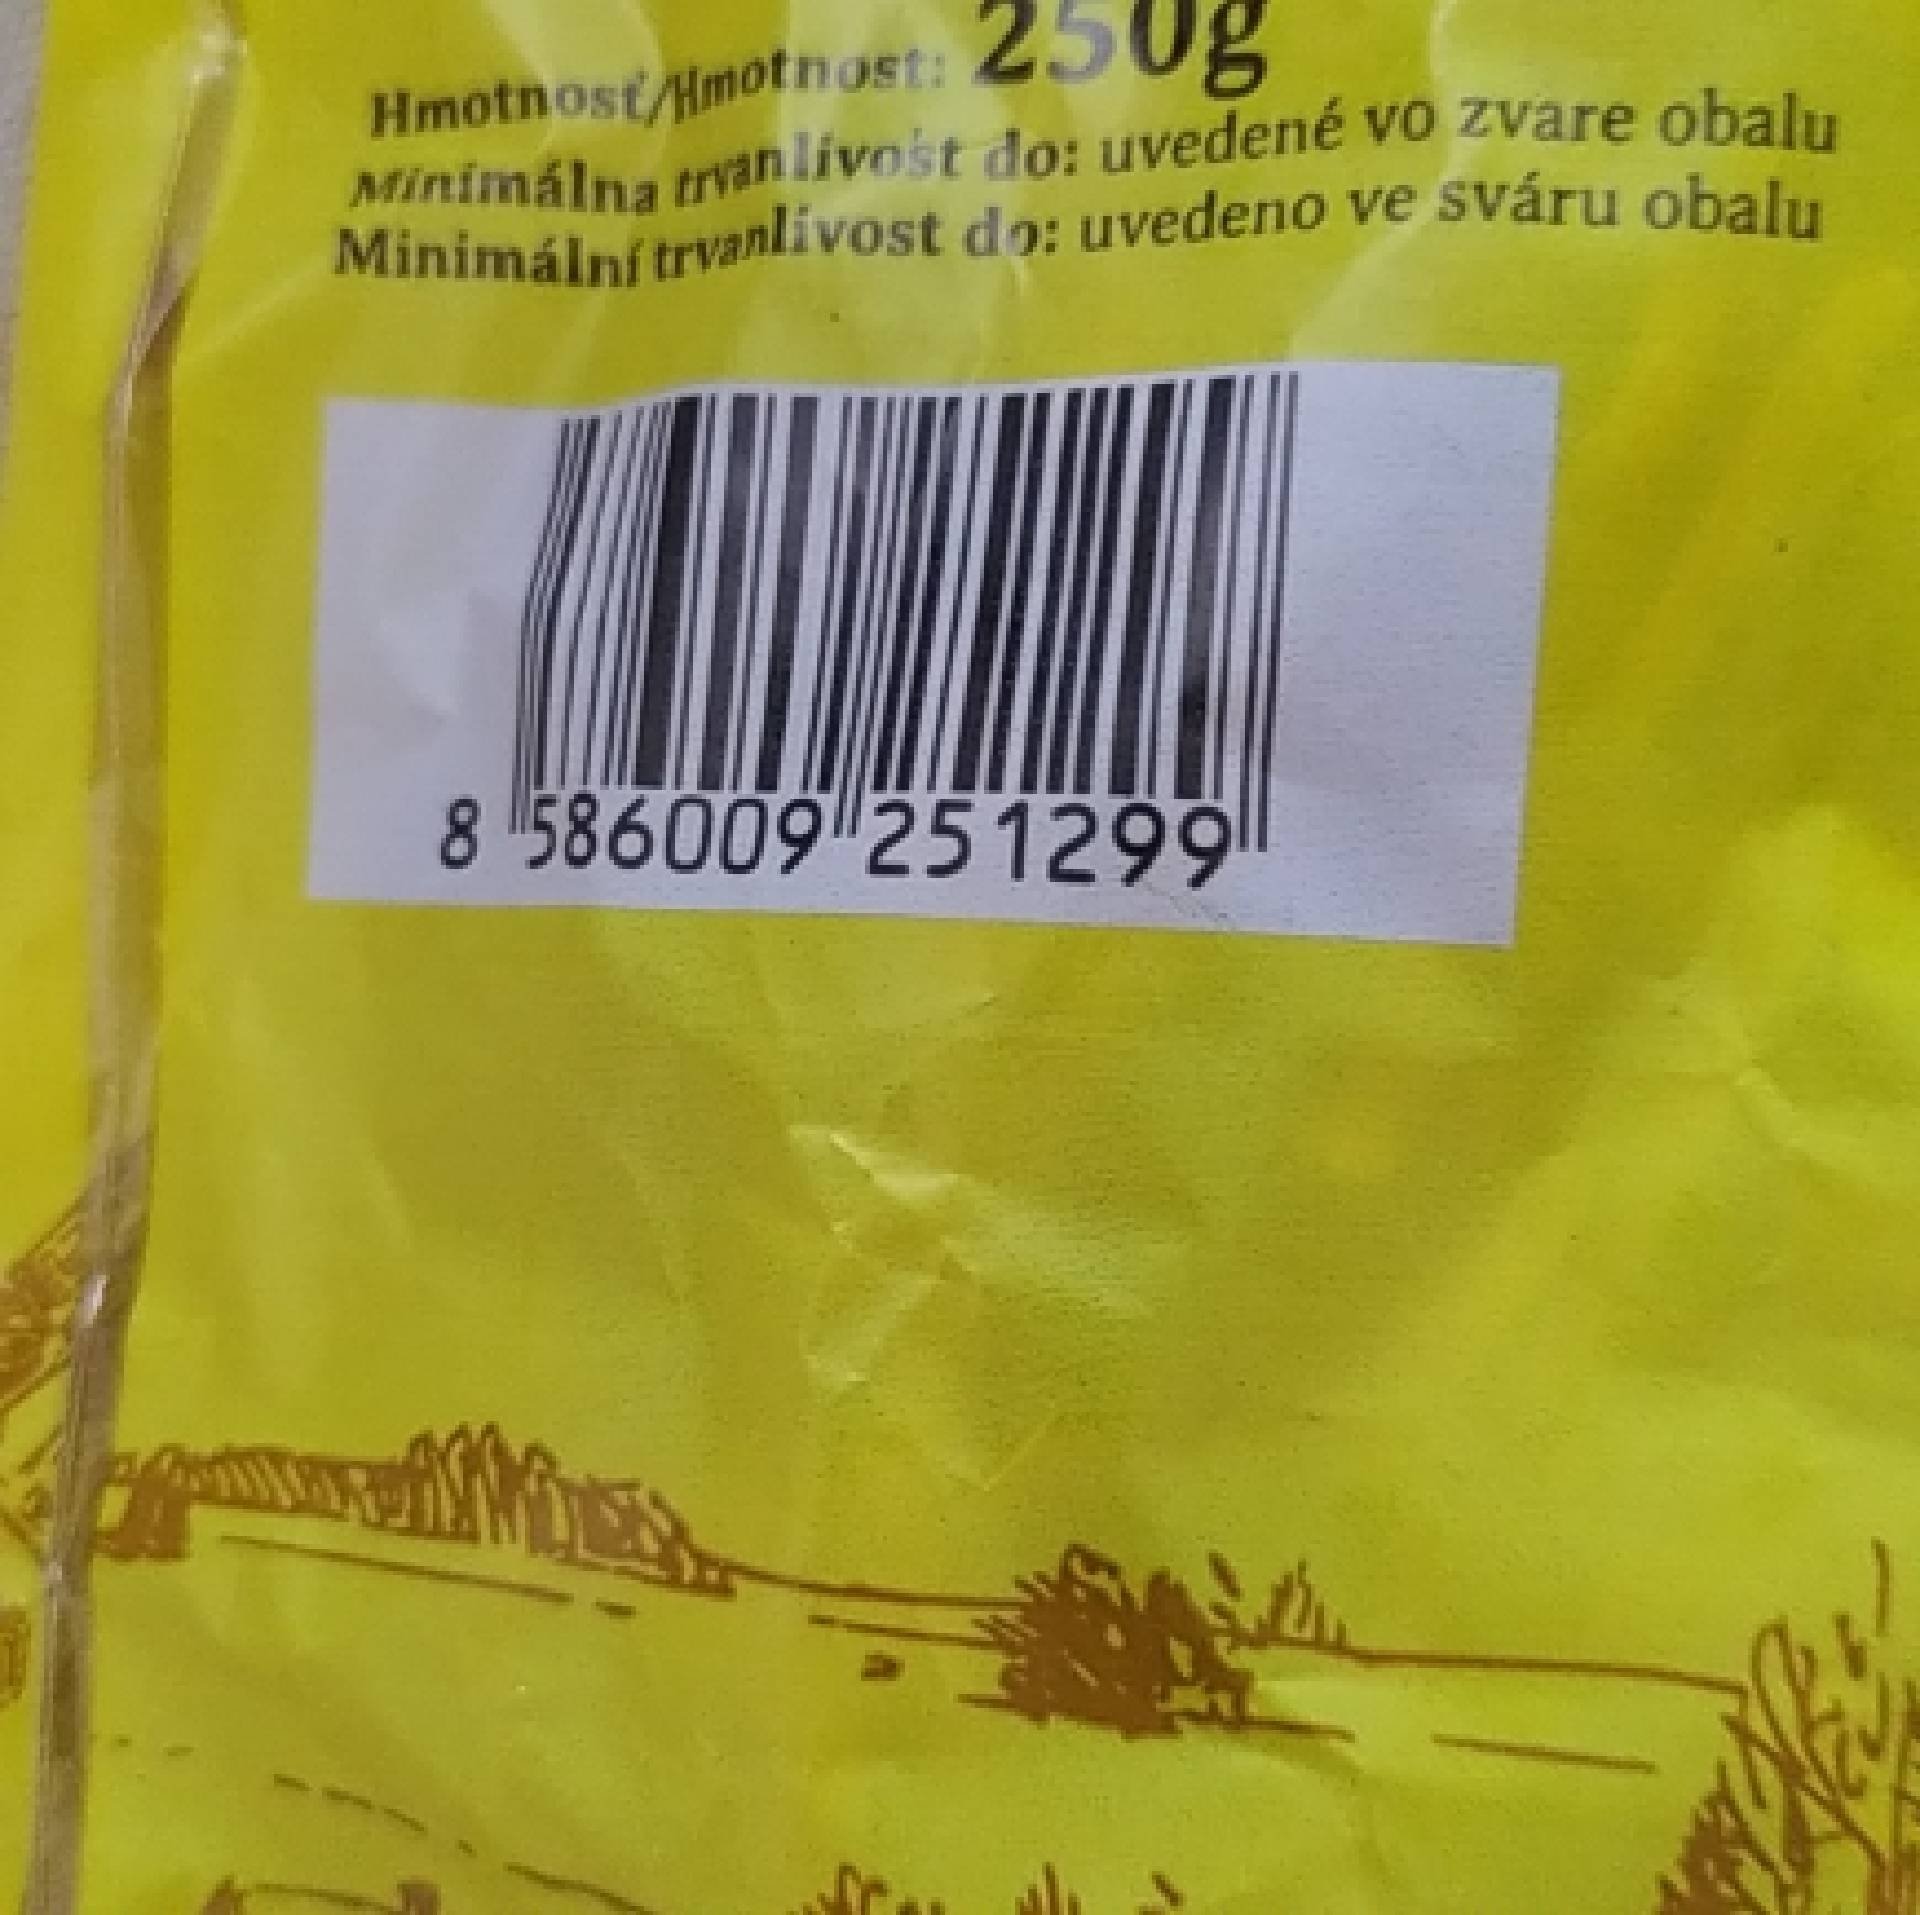 Hmotnosť/Hmotnost: 250g
Minimálna trvanlivosť do: uvedené vo zvare obalu
Minimální trvanlivost do: uvedeno ve sváru obalu
8 586009 251299